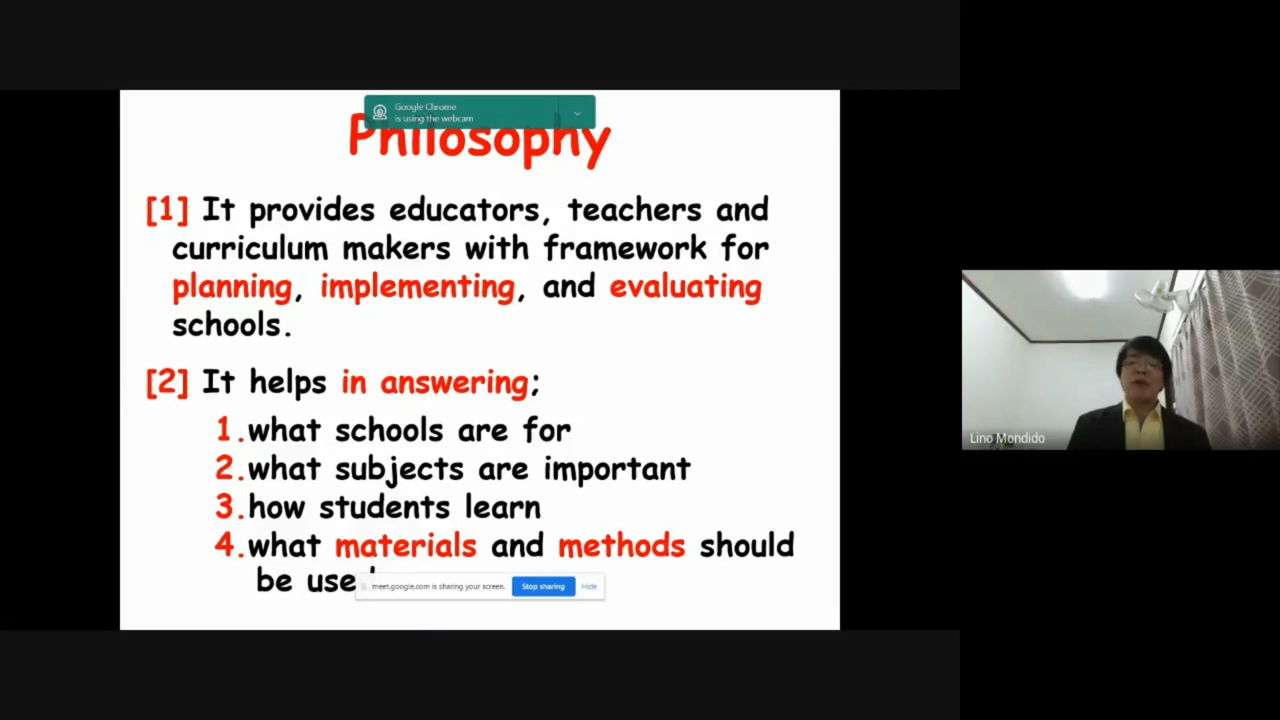 Google Chrome
is using the webcam
Philosophy
[1] It provides educators, teachers and
curriculum makers with framework for
planning, implementing, and evaluating
schools.
[2] It helps in answering;
1.what schools are for
2.what subjects are important
3.how students learn
4.what materials and methods should
be used
meet.google.com is sharing your screen. Stop sharing Hide
Lino Mondido